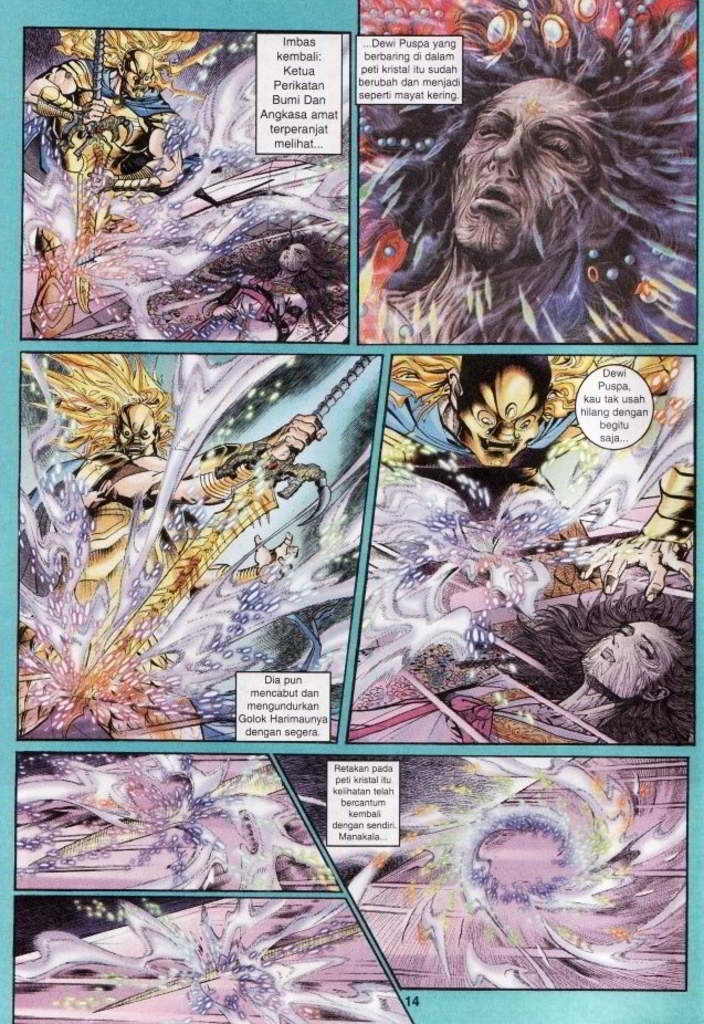 Imbas
kembali:
Ketua
Perikatan
Bumi Dan
Angkasa amat
terperanjat
melihat...
...Dewi Puspa yang
berbaring di dalam
peti kristal itu sudah
berubah dan menjadi
seperti mayat kering.
Dia pun
mencabut dan
mengundurkan
Golok Harimaunya
dengan segera.
Dewi
Puspa,
kau tak usah
hilang dengan
begitu
saja...
Retakan pada
peti kristal itu
kelihatan telah
bercantum
kembali
dengan sendiri.
Manakala...
14